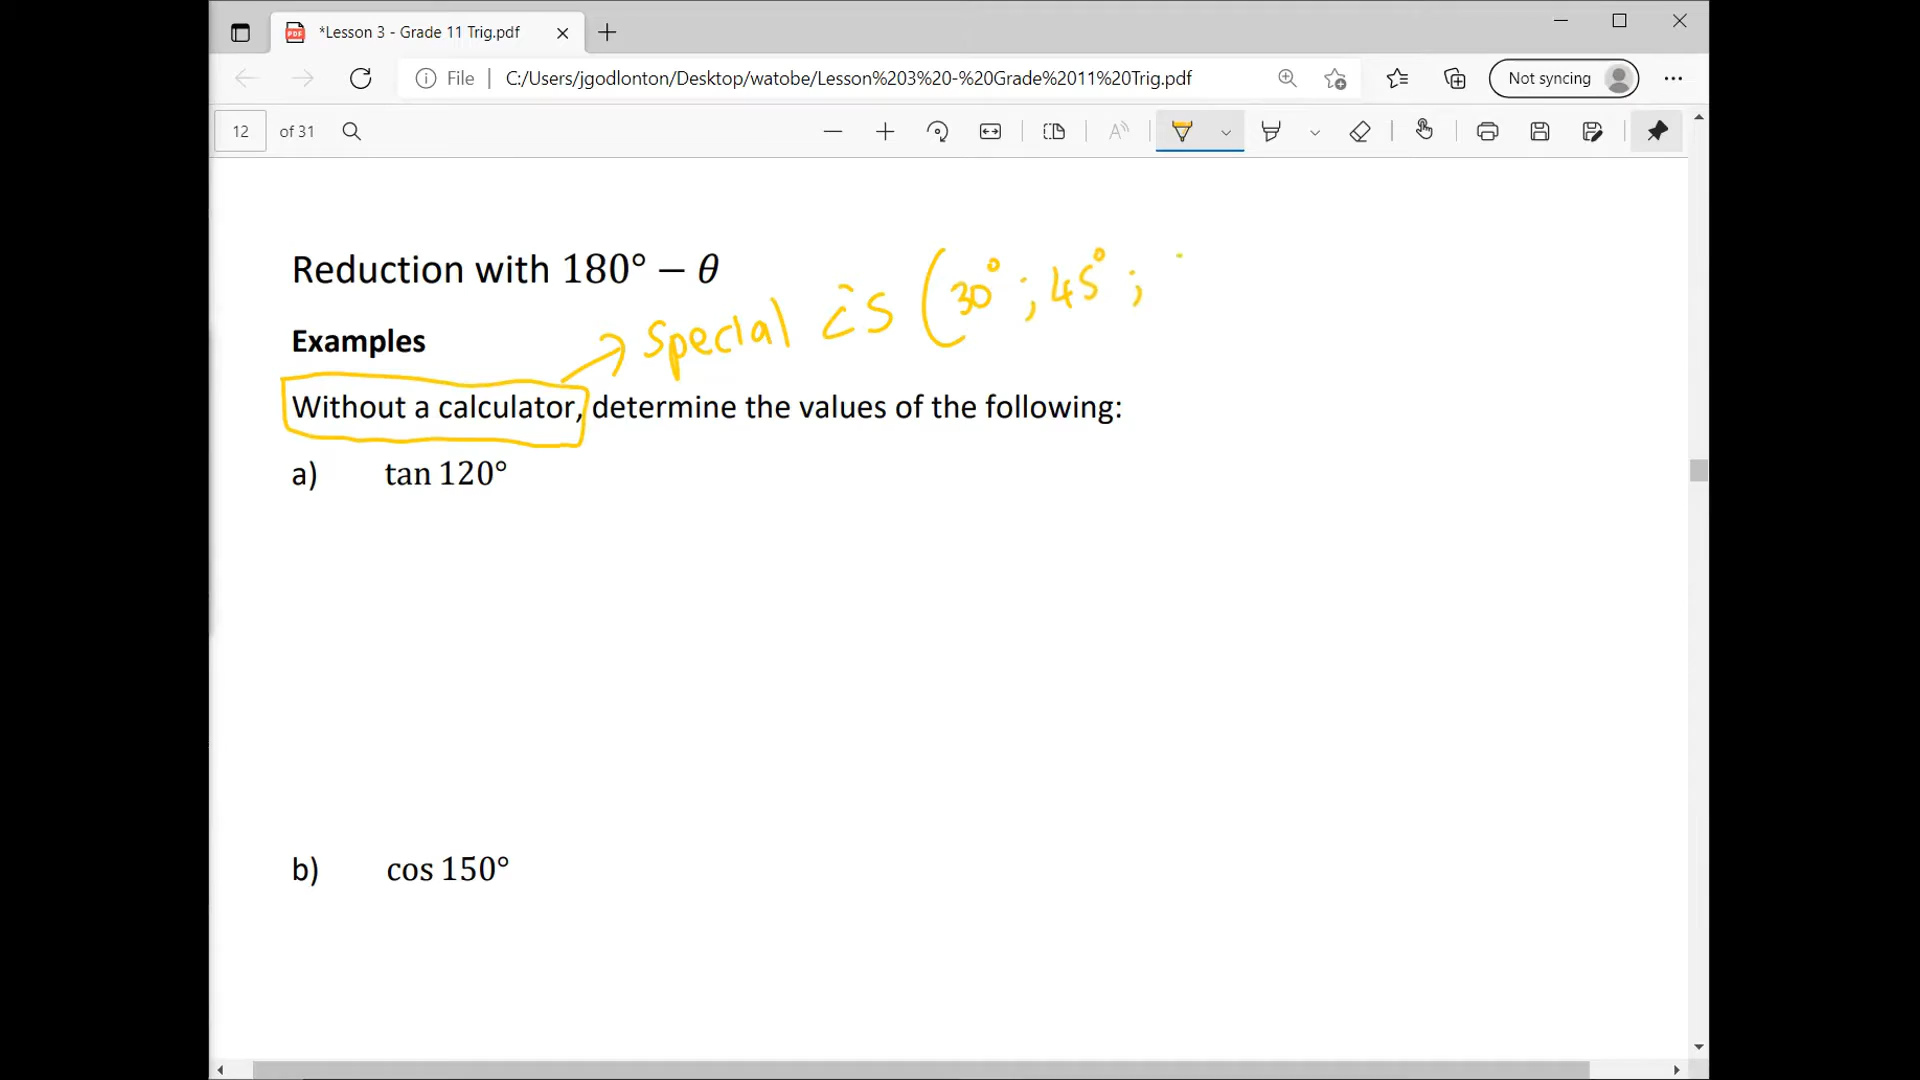 *Lesson 3 - Grade 11 Trig.pdf
File | C:/Users/jgodlonton/Desktop/watobe/Lesson%203%20-%20Grade%2011%20Trig.pdf
Not syncing
12 of 31
Reduction with 180° − θ
Special ∠s (30°; 45°;
Examples
Without a calculator, determine the values of the following:
a) tan 120°
b) cos 150°